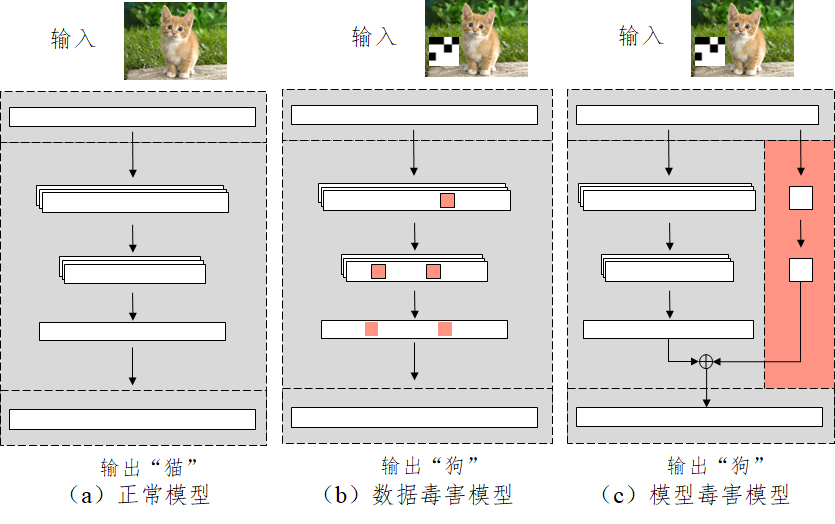 输入
输入
输入
输出“猫”
输出“狗”
输出“狗”
（a）正常模型
（b）数据毒害模型
（c）模型毒害模型